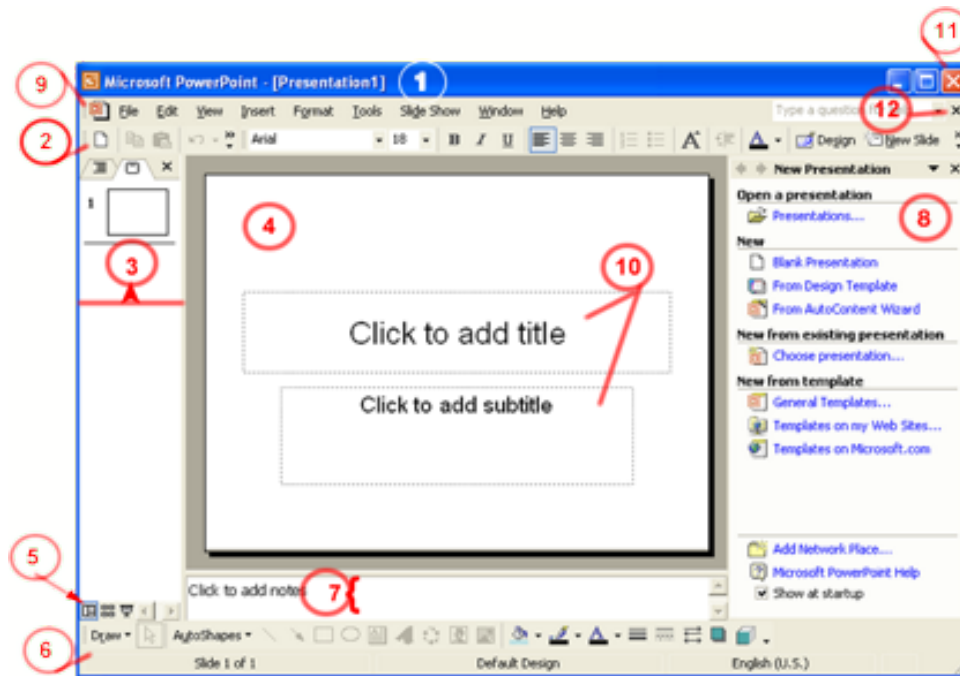 11
Microsoft PowerPoint - [Presentation1] 1
9
File Edit View Insert Format Tools Slide Show Window Help Type a question 12
2
Arial 18 B I U A A Design New Slide
New Presentation
1
Open a presentation
Presentations... 8
4
New
3
10
Blank Presentation
From Design Template
From AutoContent Wizard
Click to add title
New from existing presentation
Choose presentation...
New from template
Click to add subtitle
General Templates...
Templates on my Web Sites...
Templates on Microsoft.com
5
Add Network Place...
Microsoft PowerPoint Help
Click to add notes 7 {
Show at startup
6
Draw AutoShapes A
Slide 1 of 1 Default Design English (U.S.)